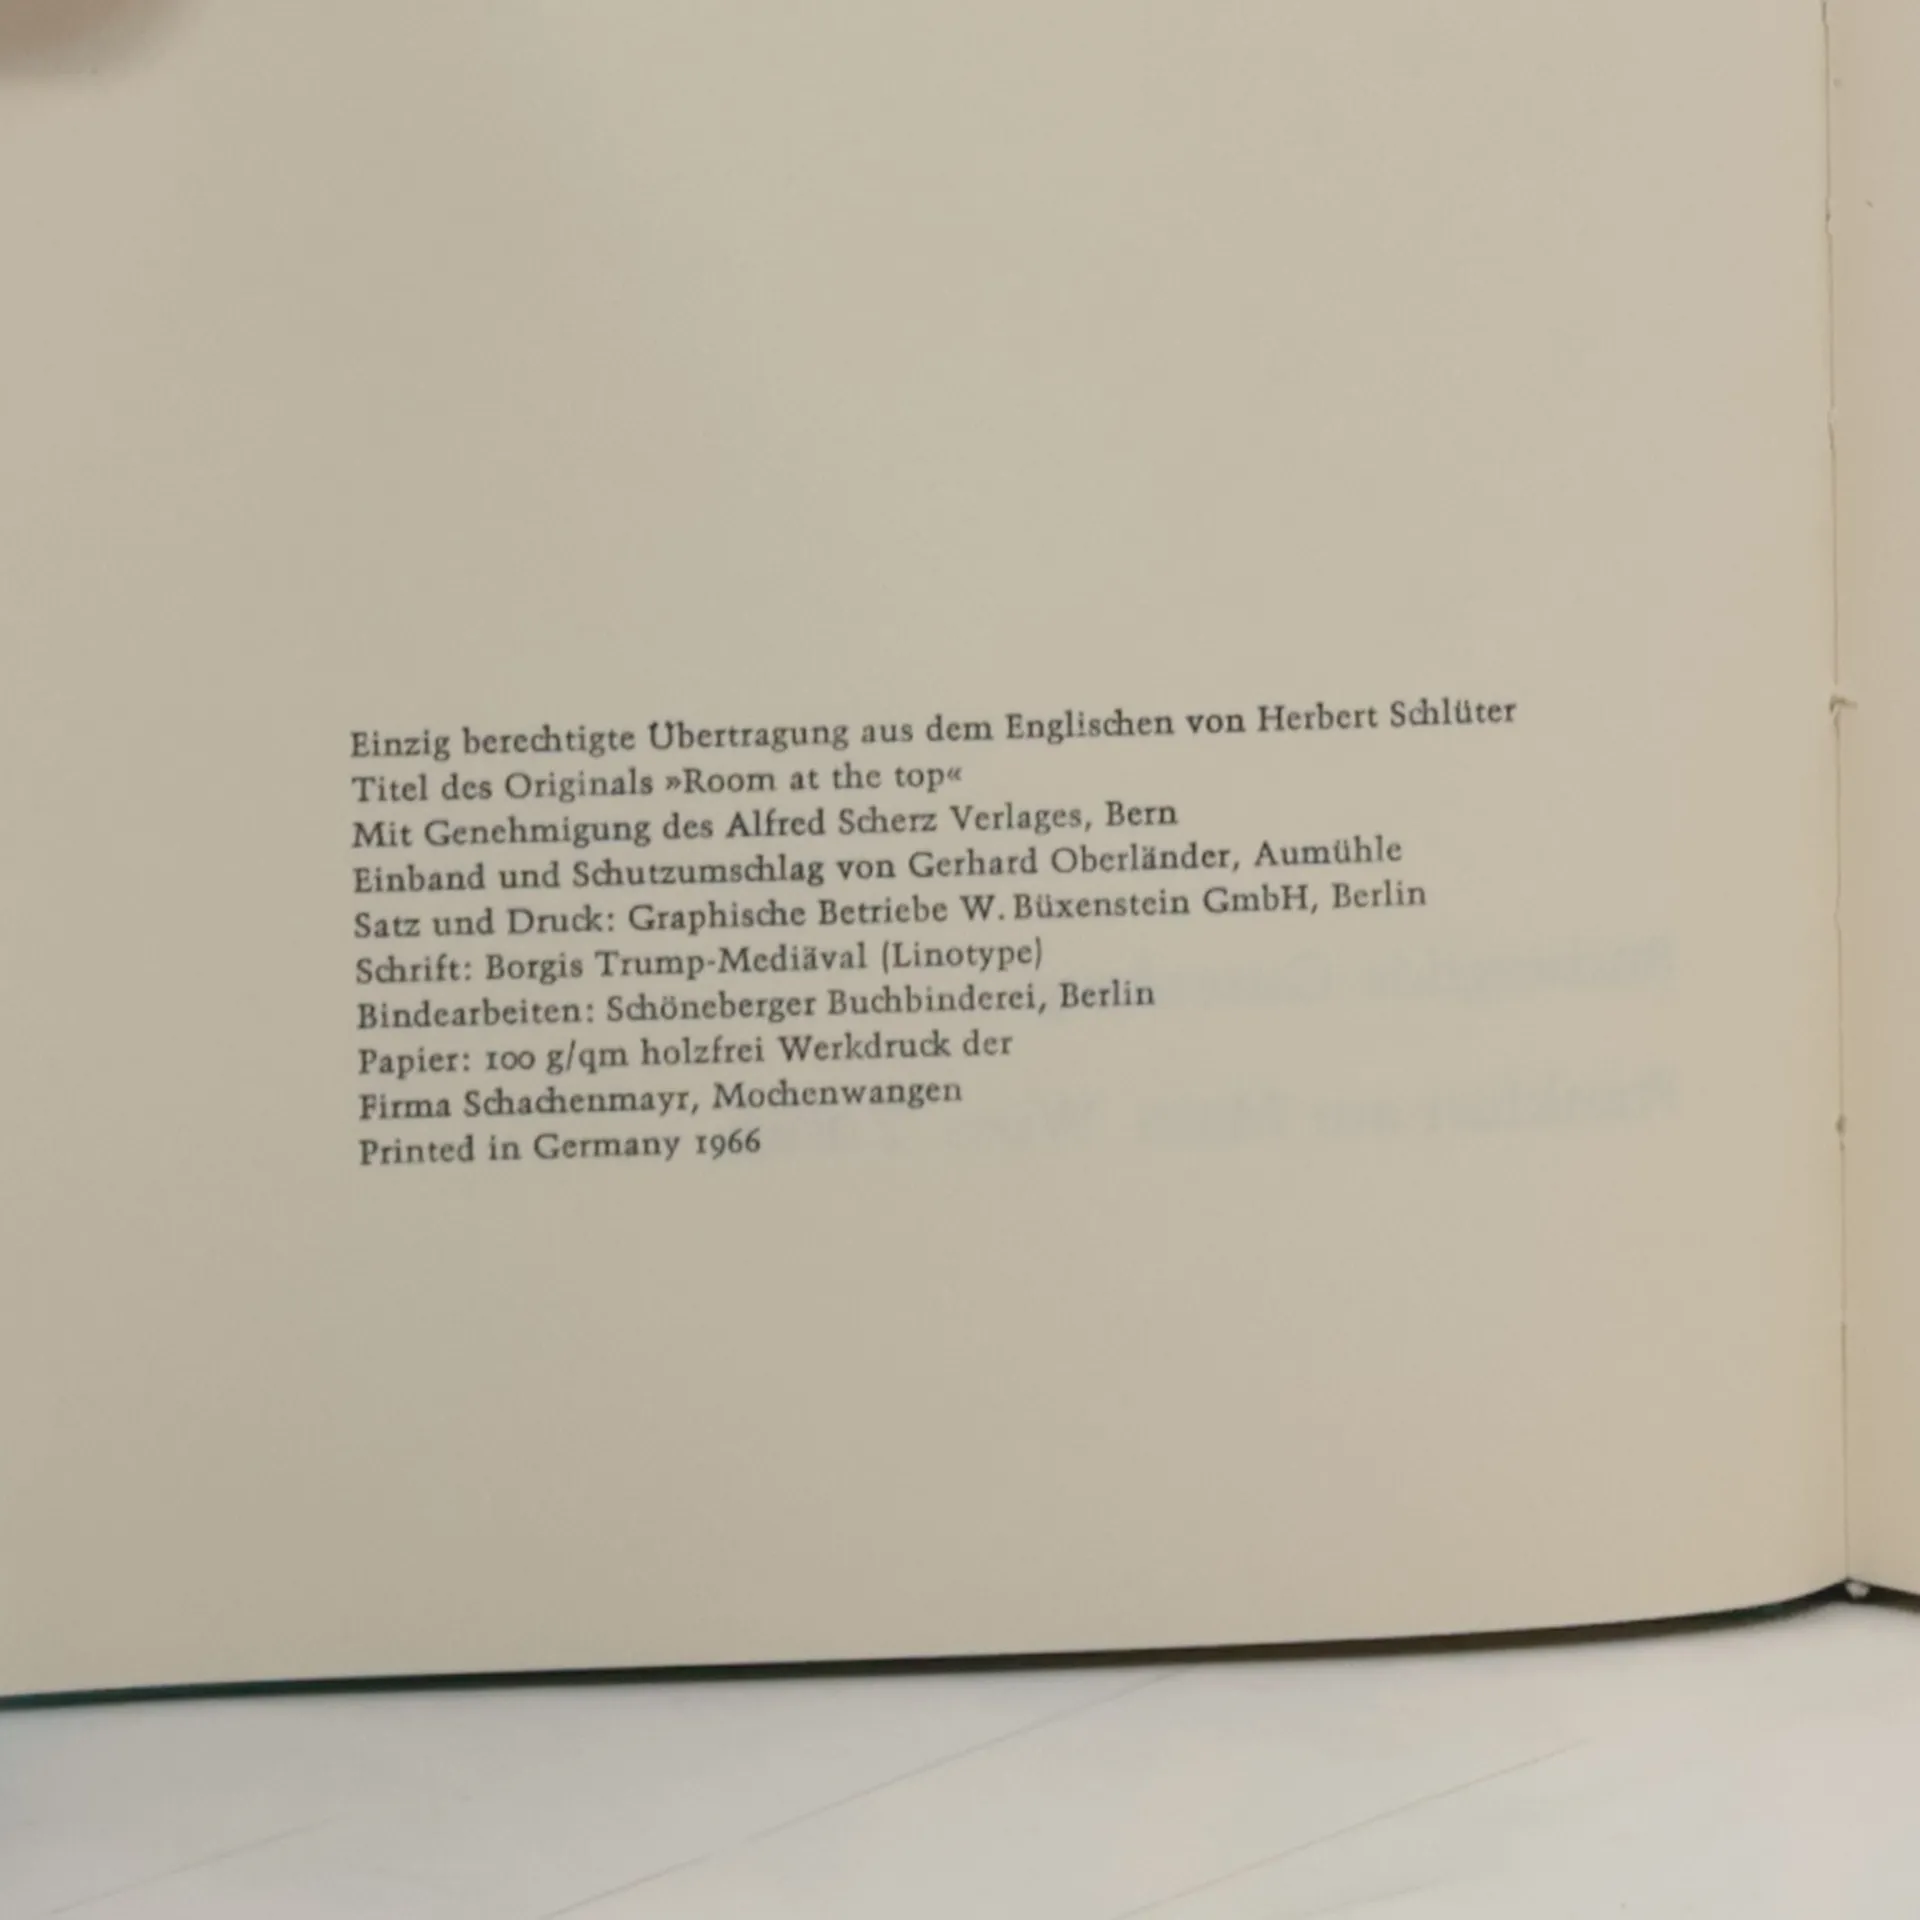 Einzig berechtigte Übertragung aus dem Englischen von Herbert Schlüter
Titel des Originals »Room at the top«
Mit Genehmigung des Alfred Scherz Verlages, Bern
Einband und Schutzumschlag von Gerhard Oberländer, Aumühle
Satz und Druck: Graphische Betriebe W. Büxenstein GmbH, Berlin
Schrift: Borgis Trump-Mediäval (Linotype)
Bindearbeiten: Schöneberger Buchbinderei, Berlin
Papier: 100 g/qm holzfrei Werkdruck der
Firma Schachenmayr, Mochenwangen
Printed in Germany 1966